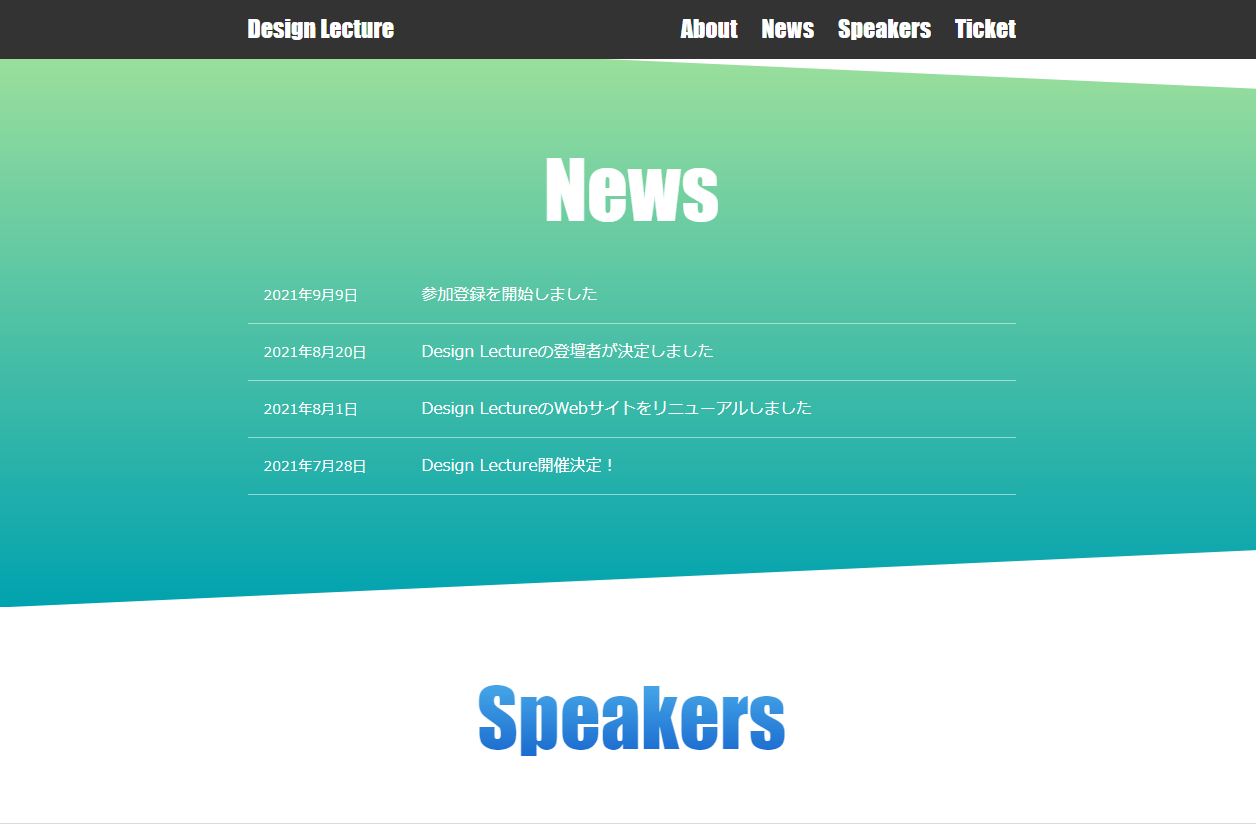 Design Lecture About News Speakers Ticket
News
2021年9月9日 参加登録を開始しました
2021年8月20日 Design Lectureの登壇者が決定しました
2021年8月1日 Design LectureのWebサイトをリニューアルしました
2021年7月28日 Design Lecture開催決定！
Speakers